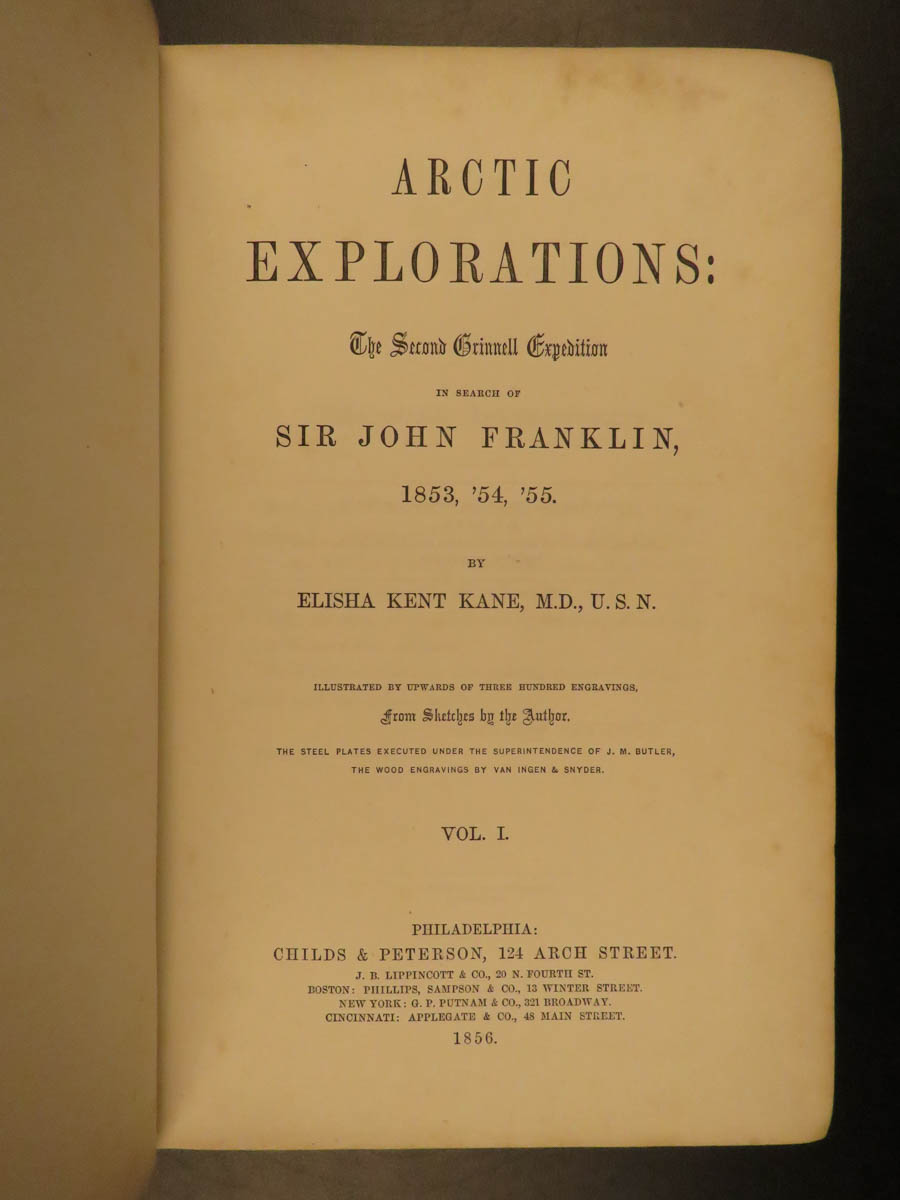 ARCTIC
EXPLORATIONS:
The Second Grinnell Expedition
IN SEARCH OF
SIR JOHN FRANKLIN,
1853, ’54, ’55.
BY
ELISHA KENT KANE, M.D., U. S. N.
ILLUSTRATED BY UPWARDS OF THREE HUNDRED ENGRAVINGS,
From Sketches by the Author.
THE STEEL PLATES EXECUTED UNDER THE SUPERINTENDENCE OF J. M. BUTLER,
THE WOOD ENGRAVINGS BY VAN INGEN & SNYDER.
VOL. I.
PHILADELPHIA:
CHILDS & PETERSON, 124 ARCH STREET.
J. B. LIPPINCOTT & CO., 20 N. FOURTH ST.
BOSTON: PHILLIPS, SAMPSON & CO., 13 WINTER STREET.
NEW YORK: G. P. PUTNAM & CO., 321 BROADWAY.
CINCINNATI: APPLEGATE & CO., 48 MAIN STREET.
1856.